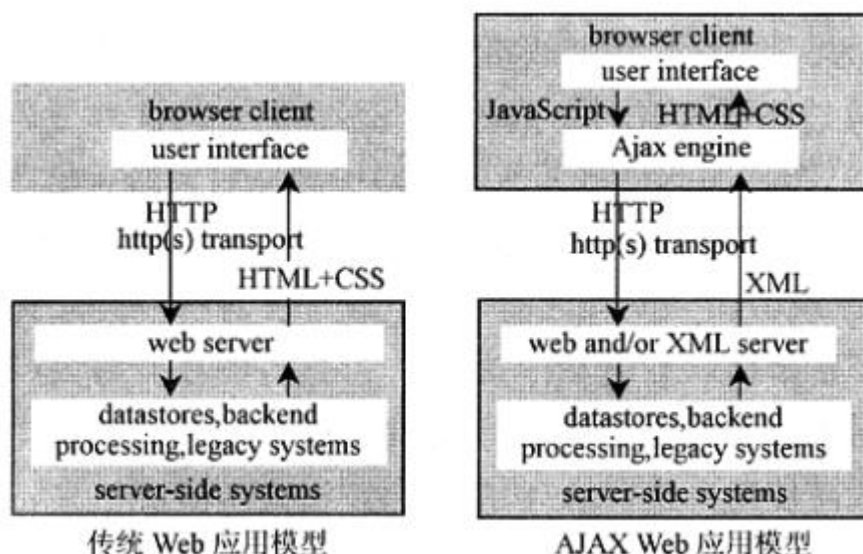 browser client
user interface
HTTP
http(s) transport
HTML+CSS
web server
datastores,backend
processing,legacy systems
server-side systems
传统 Web 应用模型
browser client
user interface
JavaScript
HTML+CSS
Ajax engine
HTTP
http(s) transport
XML
web and/or XML server
datastores,backend
processing,legacy systems
server-side systems
AJAX Web 应用模型